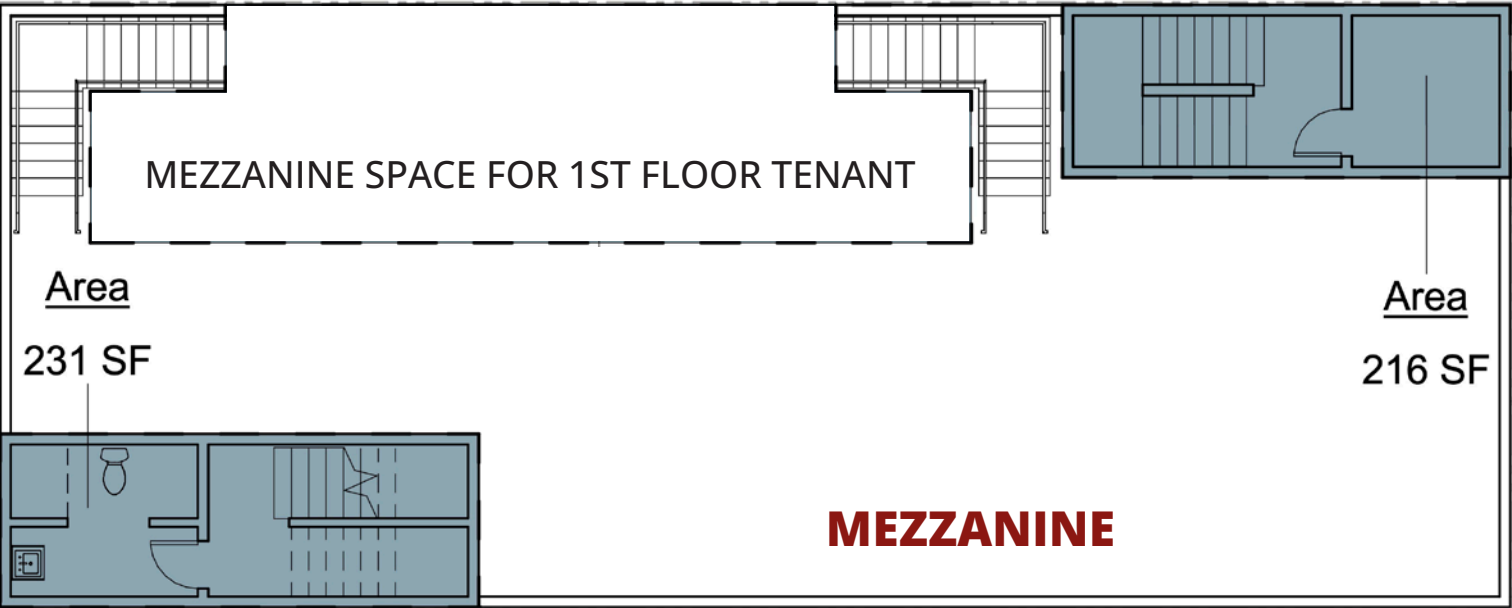 MEZZANINE SPACE FOR 1ST FLOOR TENANT
Area
231 SF
Area
216 SF
MEZZANINE